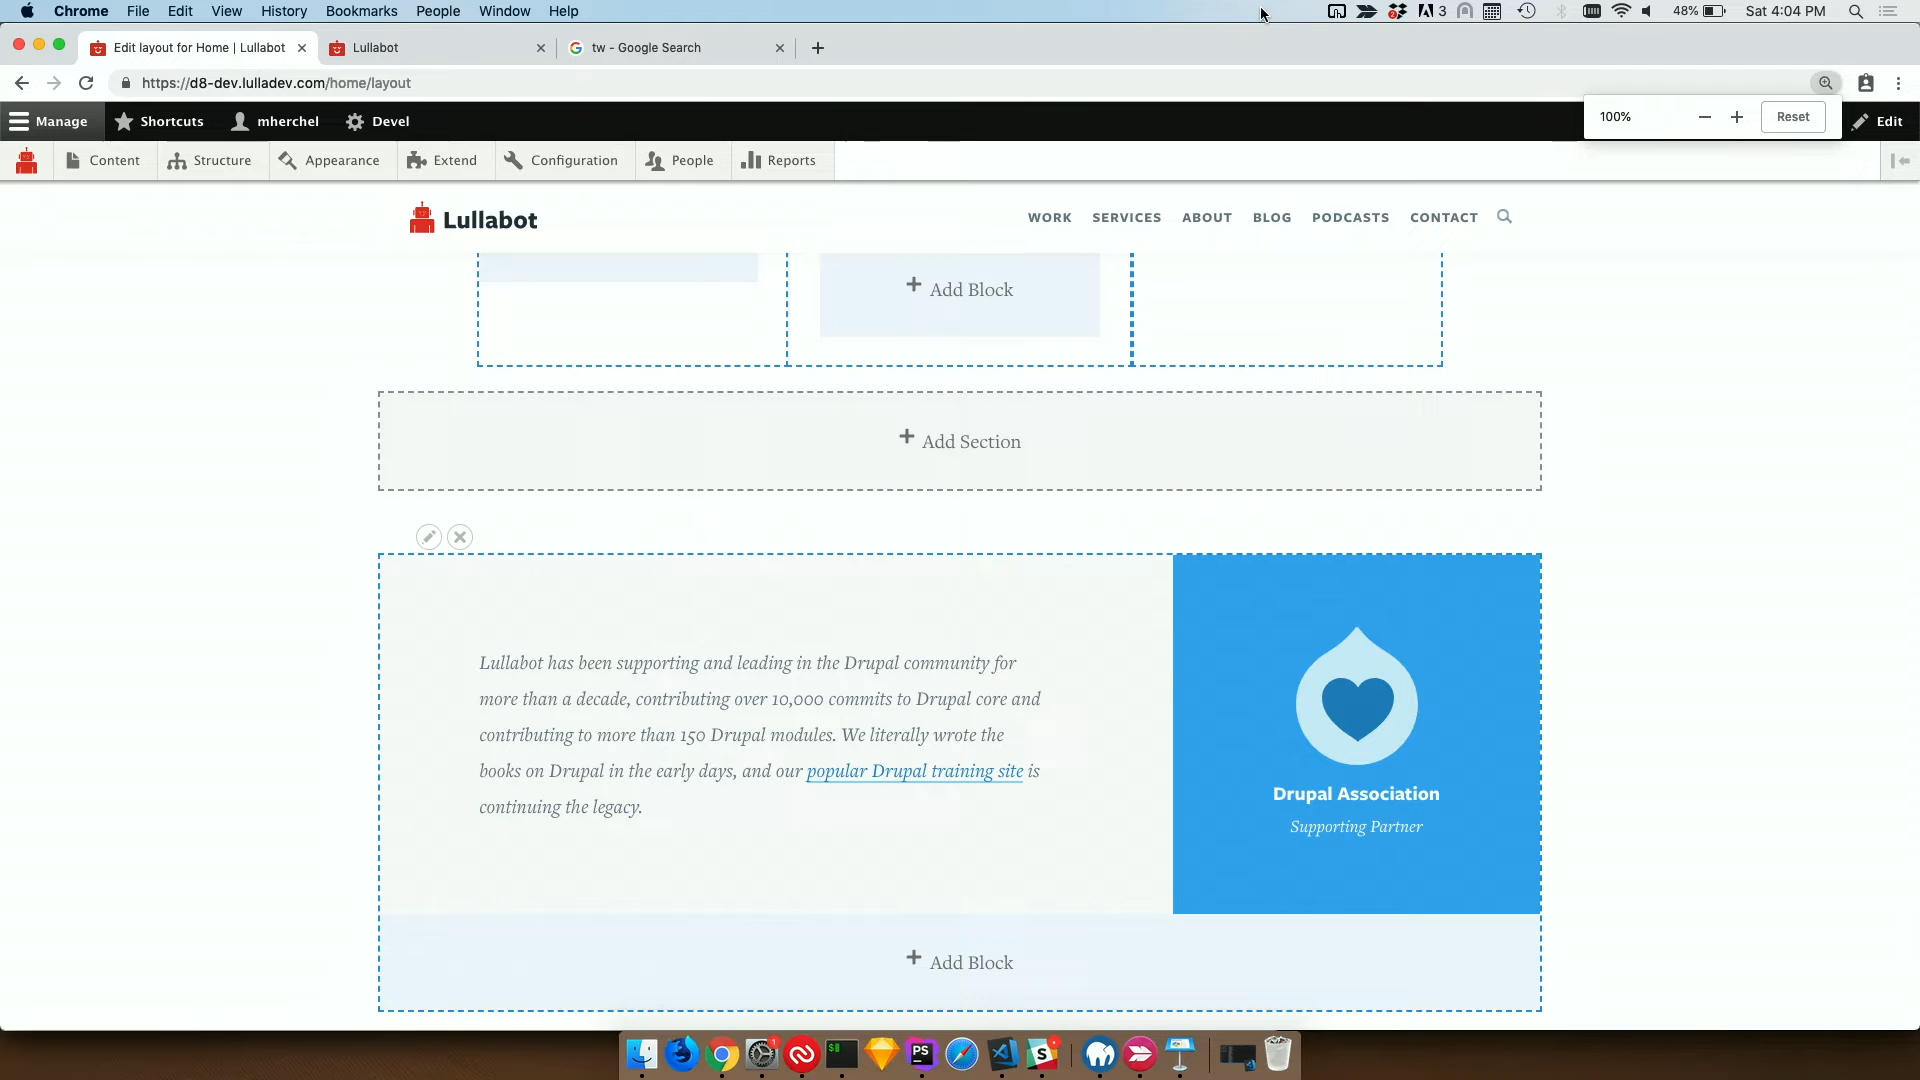 Chrome File Edit View History Bookmarks People Window Help
2 3 48% Sat 4:04 PM
Edit layout for Home | Lullabot
Lullabot
tw - Google Search
https://d8-dev.lulladev.com/home/layout
100% Reset
Manage Shortcuts mherchel Devel Edit
Content Structure Appearance Extend Configuration People Reports
Lullabot
WORK SERVICES ABOUT BLOG PODCASTS CONTACT
Add Block
Add Section
Lullabot has been supporting and leading in the Drupal community for
more than a decade, contributing over 10,000 commits to Drupal core and
contributing to more than 150 Drupal modules. We literally wrote the
books on Drupal in the early days, and our popular Drupal training site is
continuing the legacy.
Drupal Association
Supporting Partner
Add Block
1 $ PS S